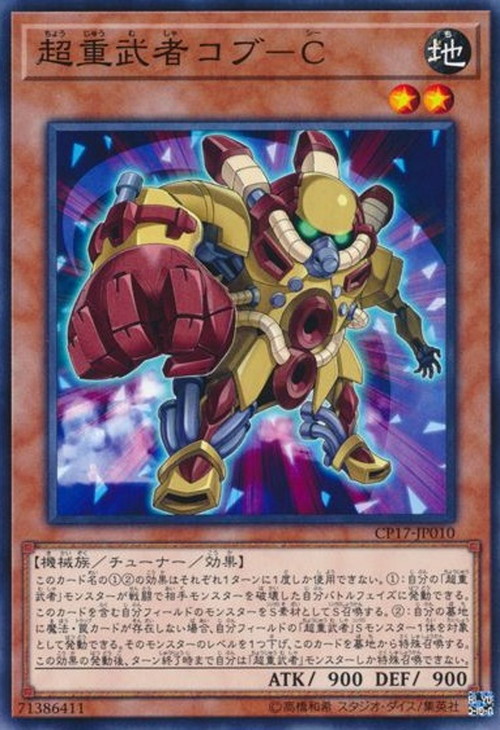 超重武者コブ－C
地
CP17-JP010
【機械族／チューナー／効果】
このカード名の①②の効果はそれぞれ1ターンに1度しか使用できない。①：自分の「超重
武者」モンスターが戦闘で相手モンスターを破壊した自分バトルフェイズに発動できる。
このカードを含む自分フィールドのモンスターをS素材としてS召喚する。②：自分の墓地
に魔法・罠カードが存在しない場合、自分フィールドの「超重武者」Sモンスター1体を対象
として発動できる。そのモンスターのレベルを1つ下げ、このカードを墓地から特殊召喚する。
この効果の発動後、ターン終了時まで自分は「超重武者」モンスターしか特殊召喚できない。
ATK/ 900 DEF/ 900
71386411
©高橋和希 スタジオ・ダイス/集英社